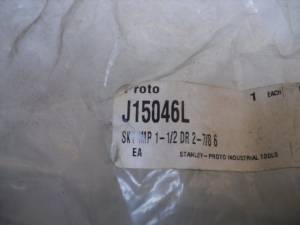 Proto
1 EACH
J15046L
SKT IMP 1-1/2 DR 2-7/8 6
EA STANLEY-PROTO INDUSTRIAL TOOLS